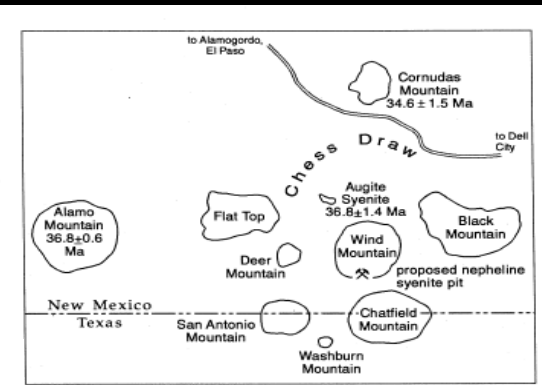 to Alamogordo,
El Paso
Cornudas
Mountain
34.6 ± 1.5 Ma
to Dell
City
Chess Draw
Augite
Syenite
36.8±1.4 Ma
Alamo
Mountain
36.8±0.6
Ma
Flat Top
Black
Mountain
Wind
Mountain
Deer
Mountain
proposed nepheline
syenite pit
New Mexico
Texas
San Antonio
Mountain
Chatfield
Mountain
Washburn
Mountain